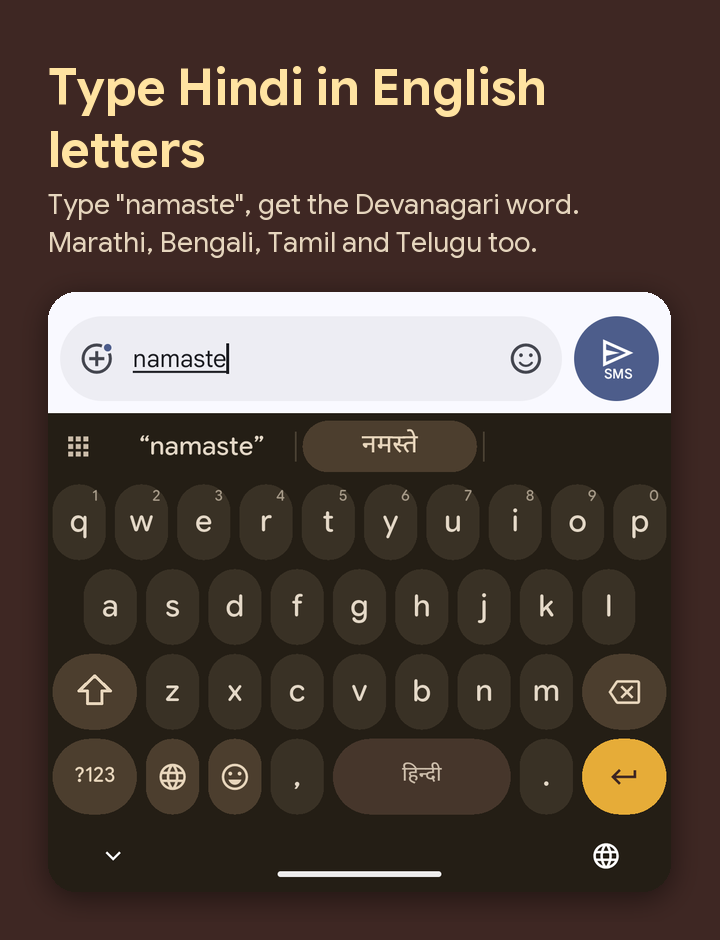 Type Hindi in English
letters
Type "namaste", get the Devanagari word.
Marathi, Bengali, Tamil and Telugu too.
namaste
SMS
“namaste” नमस्ते
1 2 3 4 5 6 7 8 9 0
q w e r t y u i o p
a s d f g h j k l
z x c v b n m
?123 , हिन्दी .